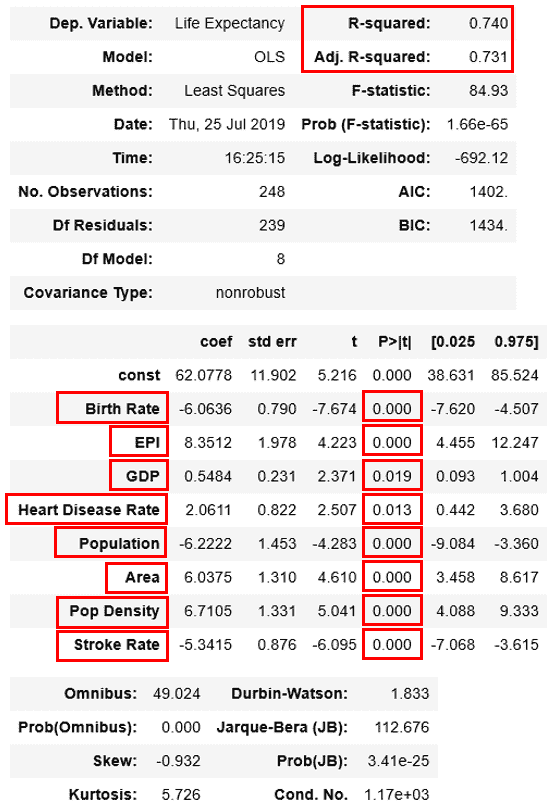 Dep. Variable: Life Expectancy R-squared: 0.740
Model: OLS Adj. R-squared: 0.731
Method: Least Squares F-statistic: 84.93
Date: Thu, 25 Jul 2019 Prob (F-statistic): 1.66e-65
Time: 16:25:15 Log-Likelihood: -692.12
No. Observations: 248 AIC: 1402.
Df Residuals: 239 BIC: 1434.
Df Model: 8
Covariance Type: nonrobust
coef std err t P>|t| [0.025 0.975]
const 62.0778 11.902 5.216 0.000 38.631 85.524
Birth Rate -6.0636 0.790 -7.674 0.000 -7.620 -4.507
EPI 8.3512 1.978 4.223 0.000 4.455 12.247
GDP 0.5484 0.231 2.371 0.019 0.093 1.004
Heart Disease Rate 2.0611 0.822 2.507 0.013 0.442 3.680
Population -6.2222 1.453 -4.283 0.000 -9.084 -3.360
Area 6.0375 1.310 4.610 0.000 3.458 8.617
Pop Density 6.7105 1.331 5.041 0.000 4.088 9.333
Stroke Rate -5.3415 0.876 -6.095 0.000 -7.068 -3.615
Omnibus: 49.024 Durbin-Watson: 1.833
Prob(Omnibus): 0.000 Jarque-Bera (JB): 112.676
Skew: -0.932 Prob(JB): 3.41e-25
Kurtosis: 5.726 Cond. No. 1.17e+03